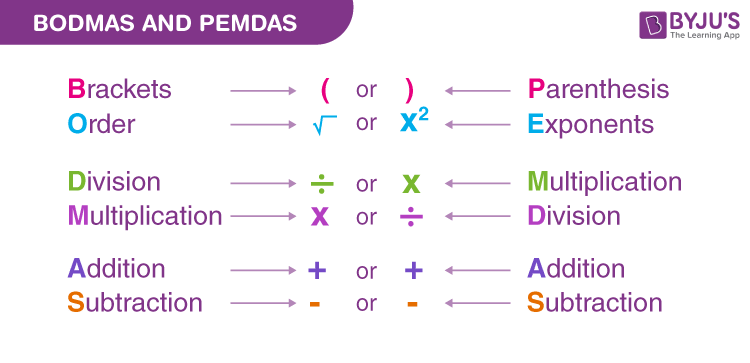 BODMAS AND PEMDAS
BYJU'S
The Learning App
Brackets ( or ) Parenthesis
Order √ or x² Exponents
Division ÷ or x Multiplication
Multiplication x or ÷ Division
Addition + or + Addition
Subtraction - or - Subtraction